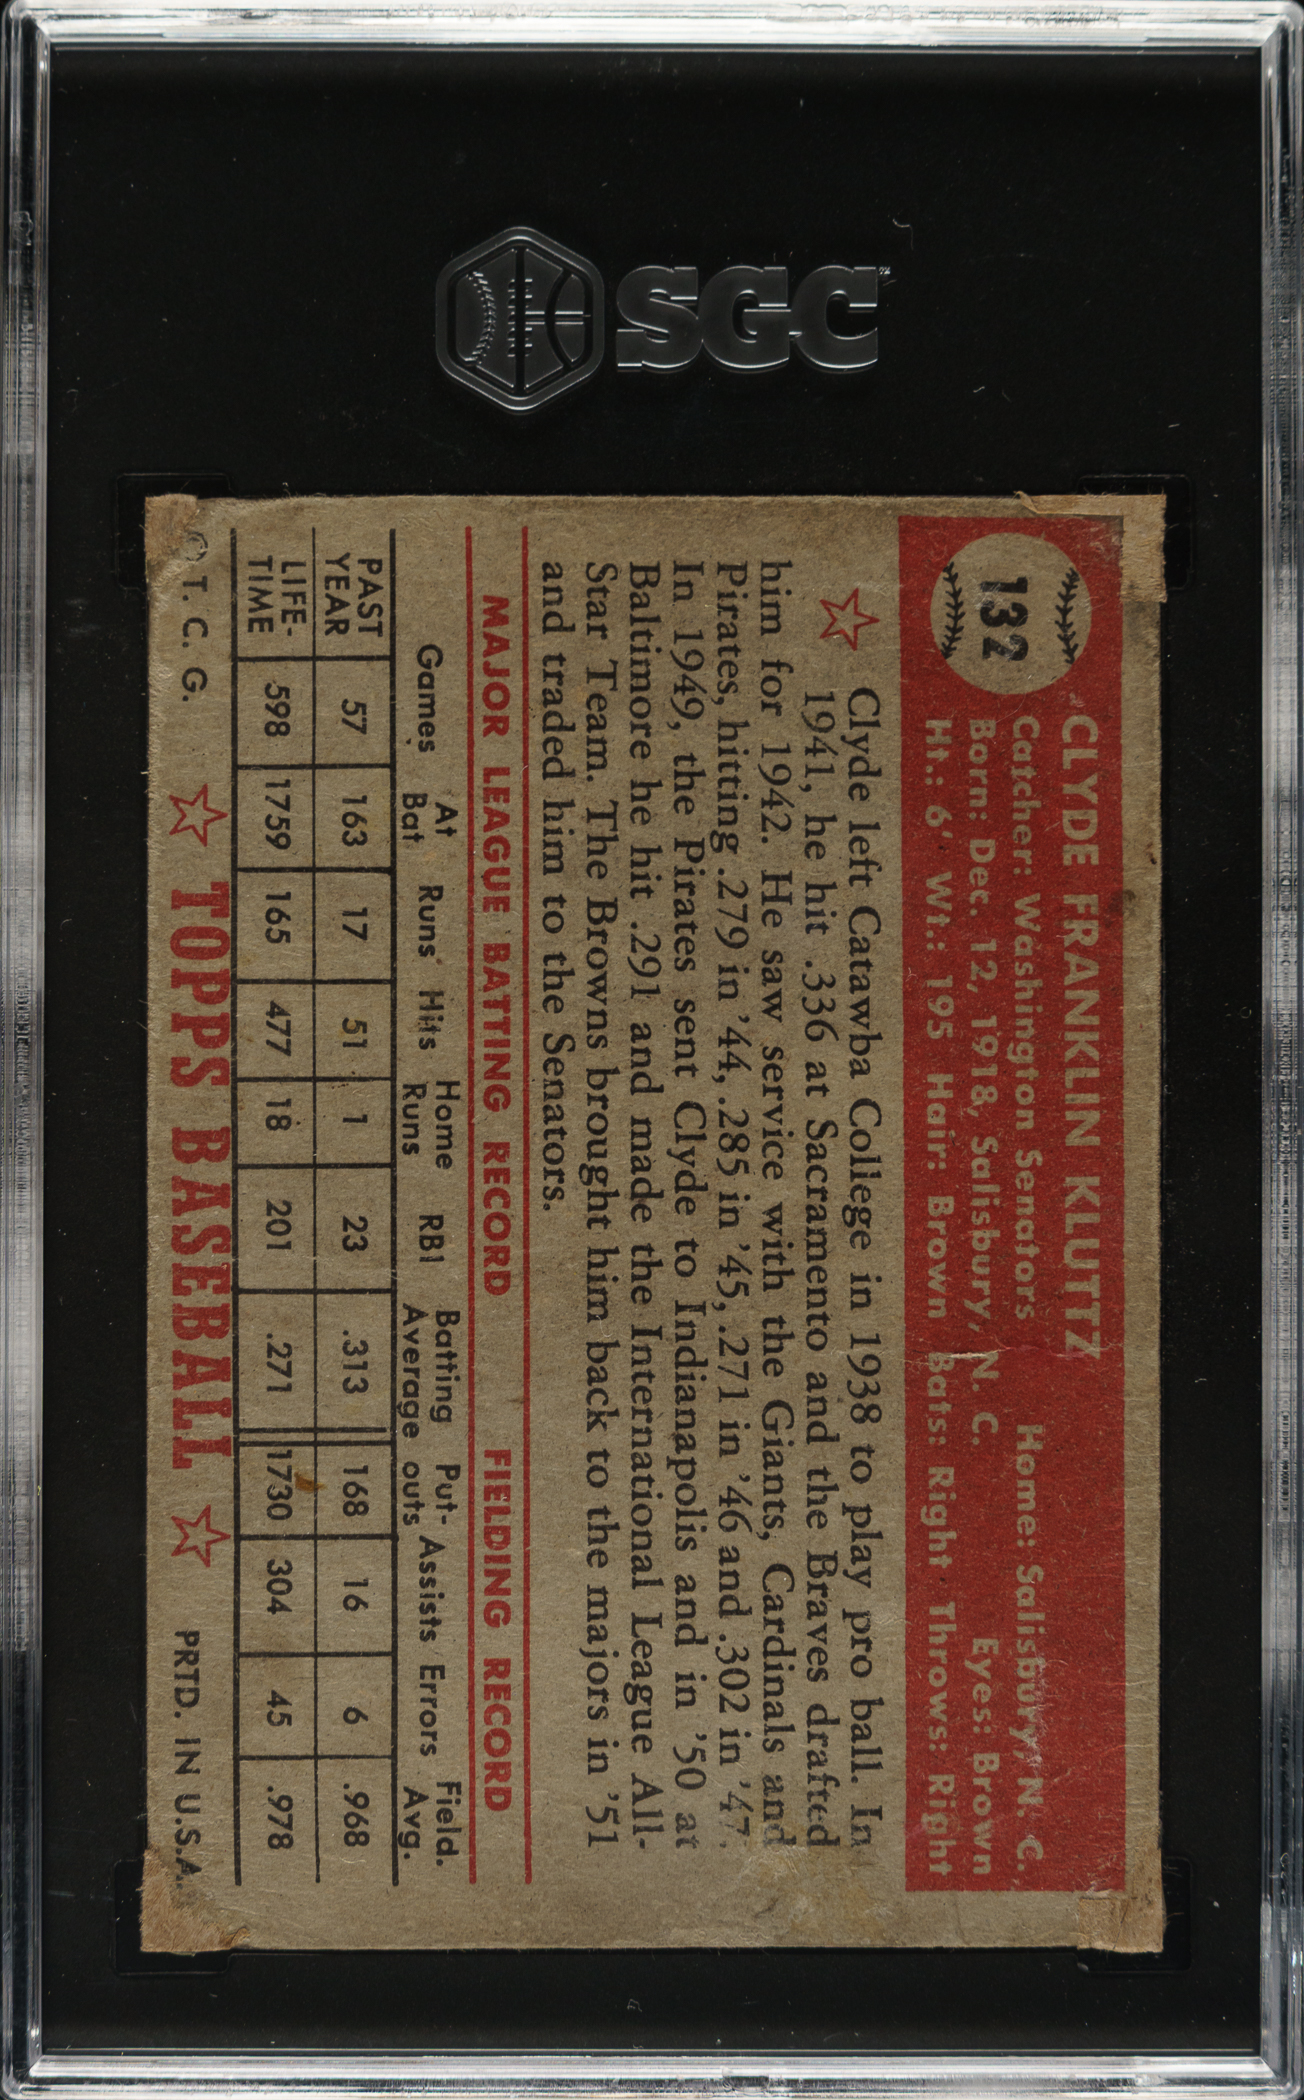 SGC
132
CLYDE FRANKLIN KLUTTZ
Catcher: Washington Senators Home: Salisbury, N. C.
Born: Dec. 12, 1918, Salisbury, N. C. Eyes: Brown
Ht.: 6' Wt.: 195 Hair: Brown Bats: Right Throws: Right
Clyde left Catawba College in 1938 to play pro ball. In
1941, he hit .336 at Sacramento and the Braves drafted
him for 1942. He saw service with the Giants, Cardinals and
Pirates, hitting .279 in '44, .285 in '45, .271 in '46 and .302 in '47.
In 1949, the Pirates sent Clyde to Indianapolis and in '50 at
Baltimore he hit .291 and made the International League All-
Star Team. The Browns brought him back to the majors in '51
and traded him to the Senators.
MAJOR LEAGUE BATTING RECORD FIELDING RECORD
Games At Bat Runs Hits Home Runs RBI Batting Average Put-outs Assists Errors Field. Avg.
PAST YEAR 57 163 17 51 1 23 .313 168 16 6 .968
LIFE-TIME 598 1759 165 477 18 201 .271 1730 304 45 .978
© T. C. G. TOPPS BASEBALL PRTD. IN U.S.A.